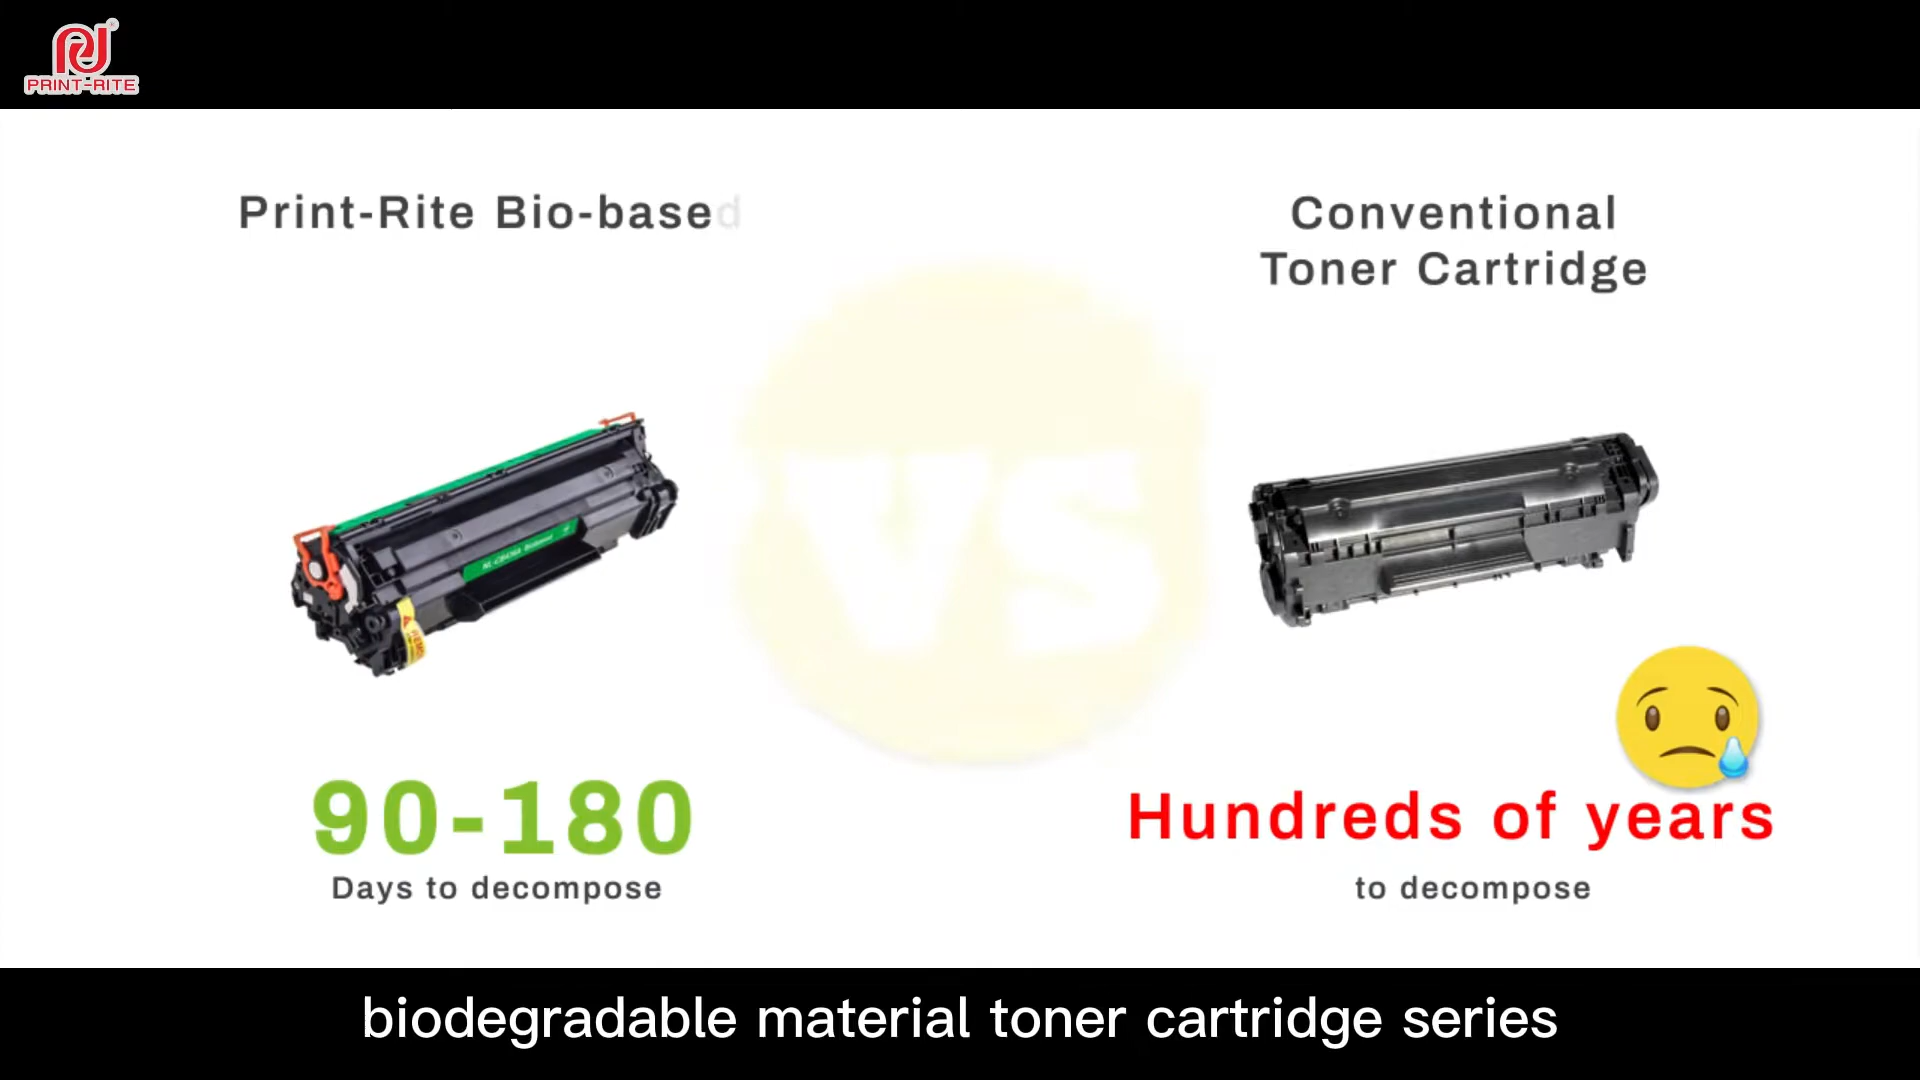 PRINT-RITE
Print-Rite Bio-based
Conventional
Toner Cartridge
VS
90-180
Days to decompose
Hundreds of years
to decompose
biodegradable material toner cartridge series